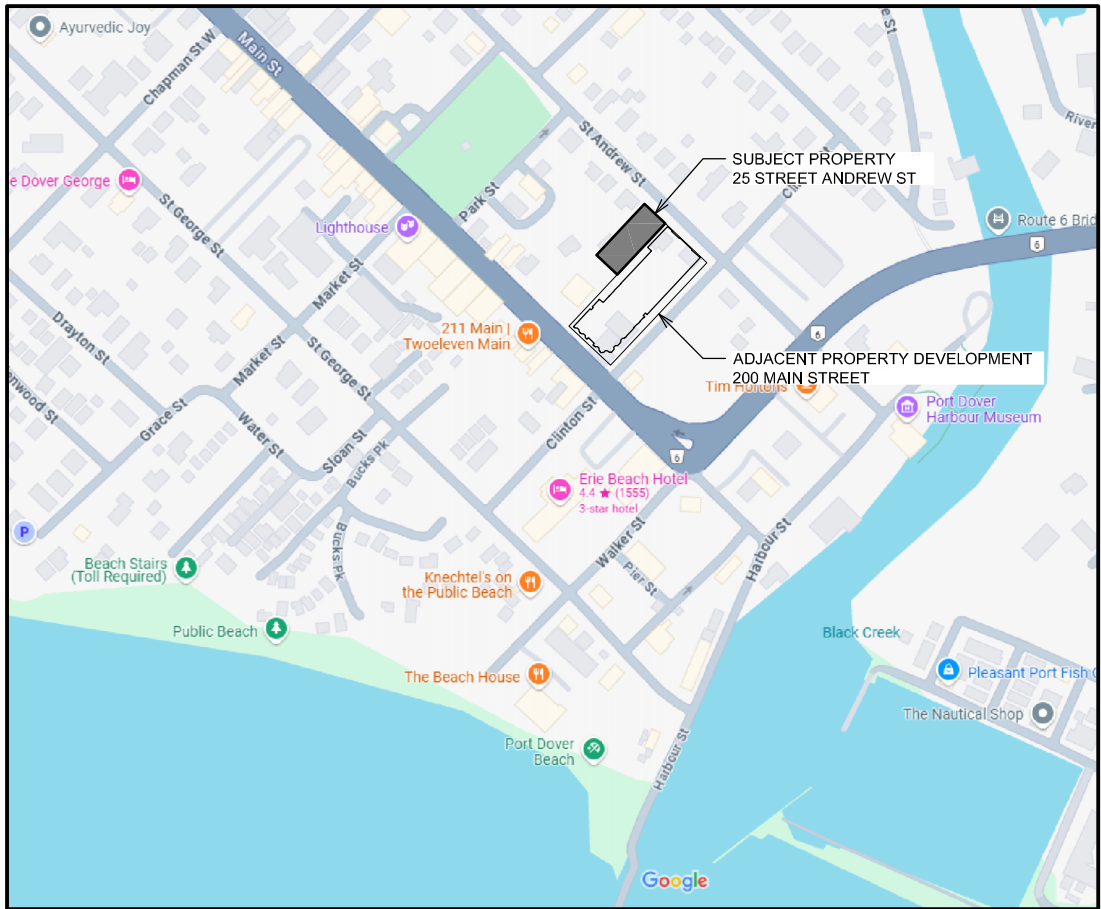 Ayurvedic Joy
Main St
Chapman St W
e St
River
St Andrew St
SUBJECT PROPERTY
25 STREET ANDREW ST
e Dover George
St George St
Lighthouse
Park St
Route 6 Brid
6
Market St
211 Main |
Twoeleven Main
6
Drayton St
St George St
Market St
ADJACENT PROPERTY DEVELOPMENT
200 MAIN STREET
Tim Hortons
Port Dover
Harbour Museum
enwood St
Grace St
Water St
Sloan St
Bucks Pk
Clinton St
6
Erie Beach Hotel
4.4 ★ (1555)
3-star hotel
P
Bucks Pk
Walker St
Harbour St
Beach Stairs
(Toll Required)
Knechtel's on
the Public Beach
Pier St
Public Beach
Black Creek
The Beach House
Pleasant Port Fish C
The Nautical Shop
Port Dover
Beach
Harbour St
Google